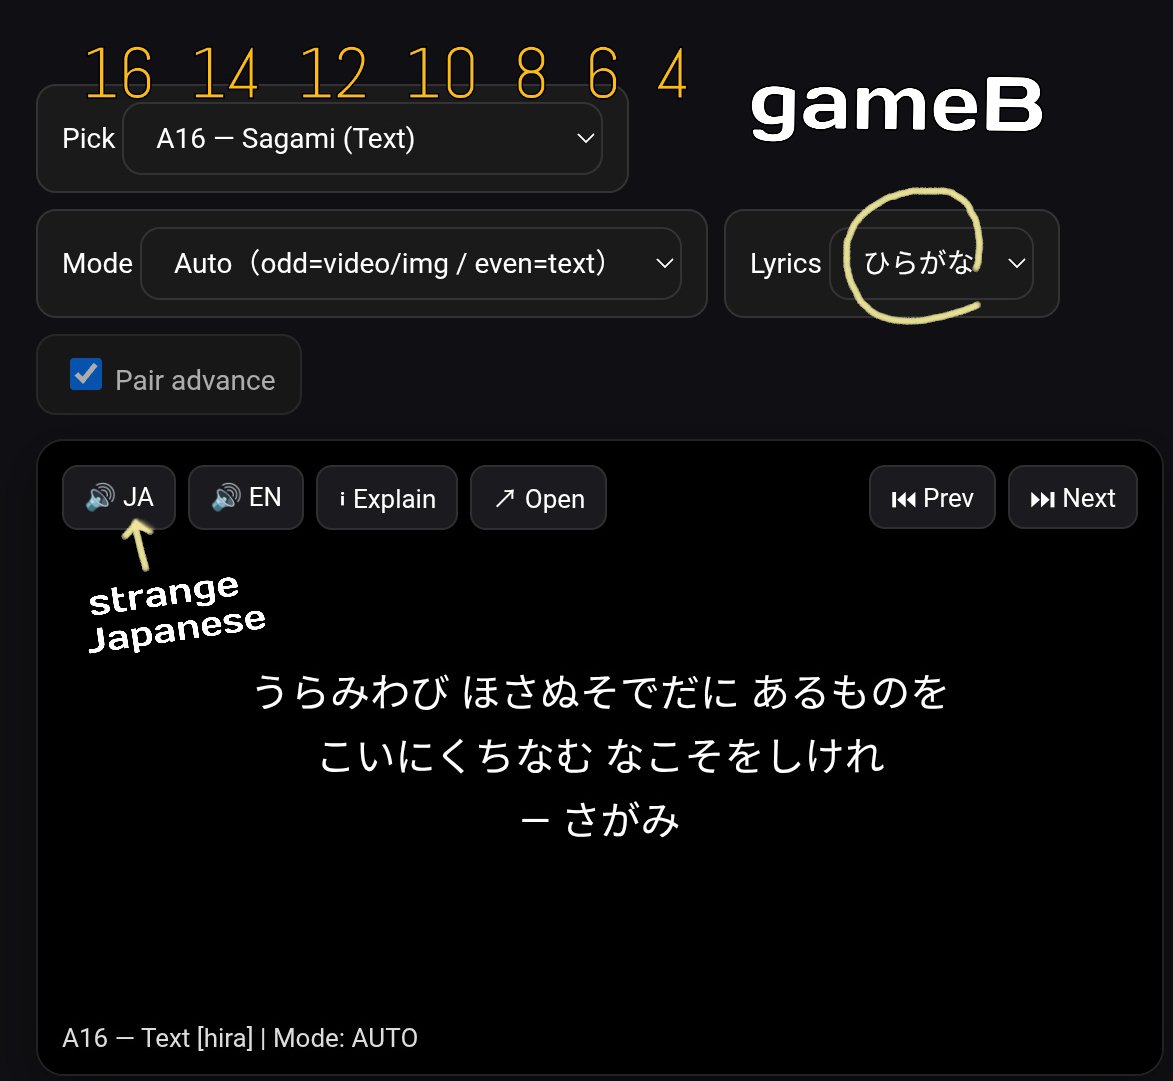 16 14 12 10 8 6 4
gameB
Pick A16 — Sagami (Text)
Mode Auto（odd=video/img / even=text）
Lyrics ひらがな
Pair advance
🔊 JA 🔊 EN i Explain ↗ Open ⏮ Prev ⏭ Next
strange
Japanese
うらみわび ほさぬそでだに あるものを
こいにくちなむ なこそをしけれ
— さがみ
A16 — Text [hira] | Mode: AUTO